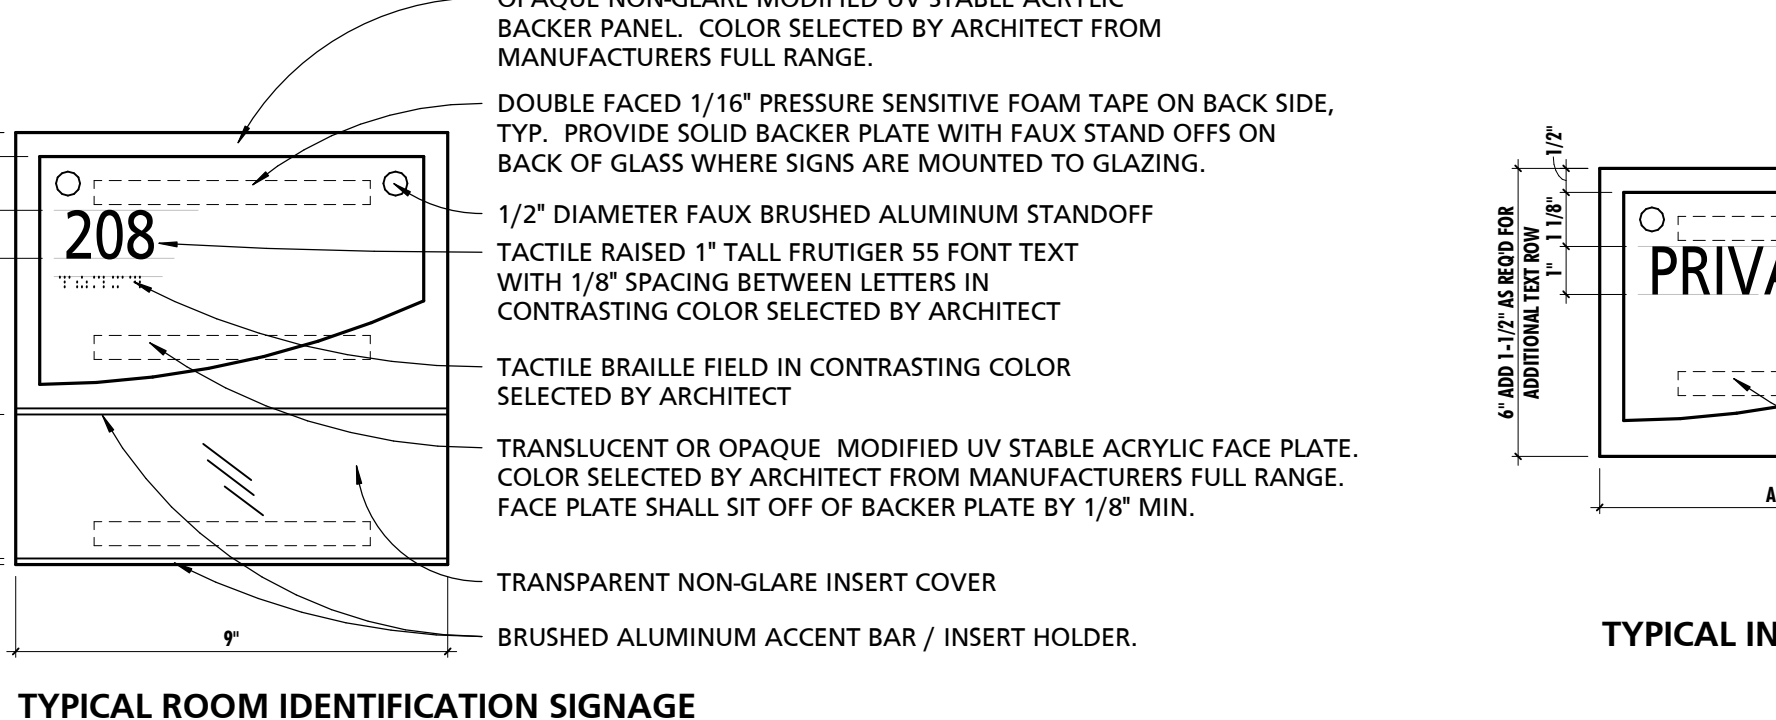 OPAQUE NON-GLARE MODIFIED UV STABLE ACRYLIC
BACKER PANEL. COLOR SELECTED BY ARCHITECT FROM
MANUFACTURERS FULL RANGE.
DOUBLE FACED 1/16" PRESSURE SENSITIVE FOAM TAPE ON BACK SIDE,
TYP. PROVIDE SOLID BACKER PLATE WITH FAUX STAND OFFS ON
BACK OF GLASS WHERE SIGNS ARE MOUNTED TO GLAZING.
1/2" DIAMETER FAUX BRUSHED ALUMINUM STANDOFF
208
TACTILE RAISED 1" TALL FRUTIGER 55 FONT TEXT
WITH 1/8" SPACING BETWEEN LETTERS IN
CONTRASTING COLOR SELECTED BY ARCHITECT
TACTILE BRAILLE FIELD IN CONTRASTING COLOR
SELECTED BY ARCHITECT
TRANSLUCENT OR OPAQUE MODIFIED UV STABLE ACRYLIC FACE PLATE.
COLOR SELECTED BY ARCHITECT FROM MANUFACTURERS FULL RANGE.
FACE PLATE SHALL SIT OFF OF BACKER PLATE BY 1/8" MIN.
TRANSPARENT NON-GLARE INSERT COVER
BRUSHED ALUMINUM ACCENT BAR / INSERT HOLDER.
9"
TYPICAL ROOM IDENTIFICATION SIGNAGE
6" ADD 1-1/2" AS REQ'D FOR
ADDITIONAL TEXT ROW
1/2"
1 1/8"
1"
PRIVA
A
TYPICAL IN